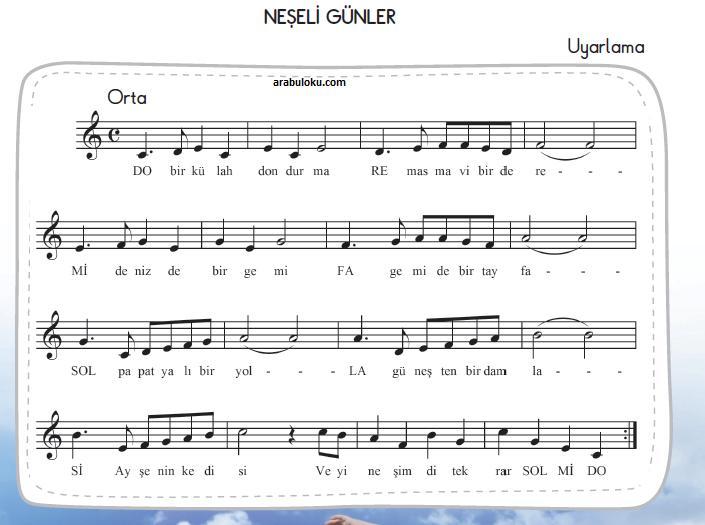 NEŞELİ GÜNLER
Uyarlama
arabuloku.com
Orta
DO bir kü lah don dur ma RE mas ma vi bir de re - - -
Mİ de niz de bir ge mi FA ge mi de bir tay fa - - -
SOL pa pat ya lı bir yol - - - LA gü neş ten bir dam la - - -
Sİ Ay şe nin ke di si Ve yi ne şim di tek rar SOL Mİ DO